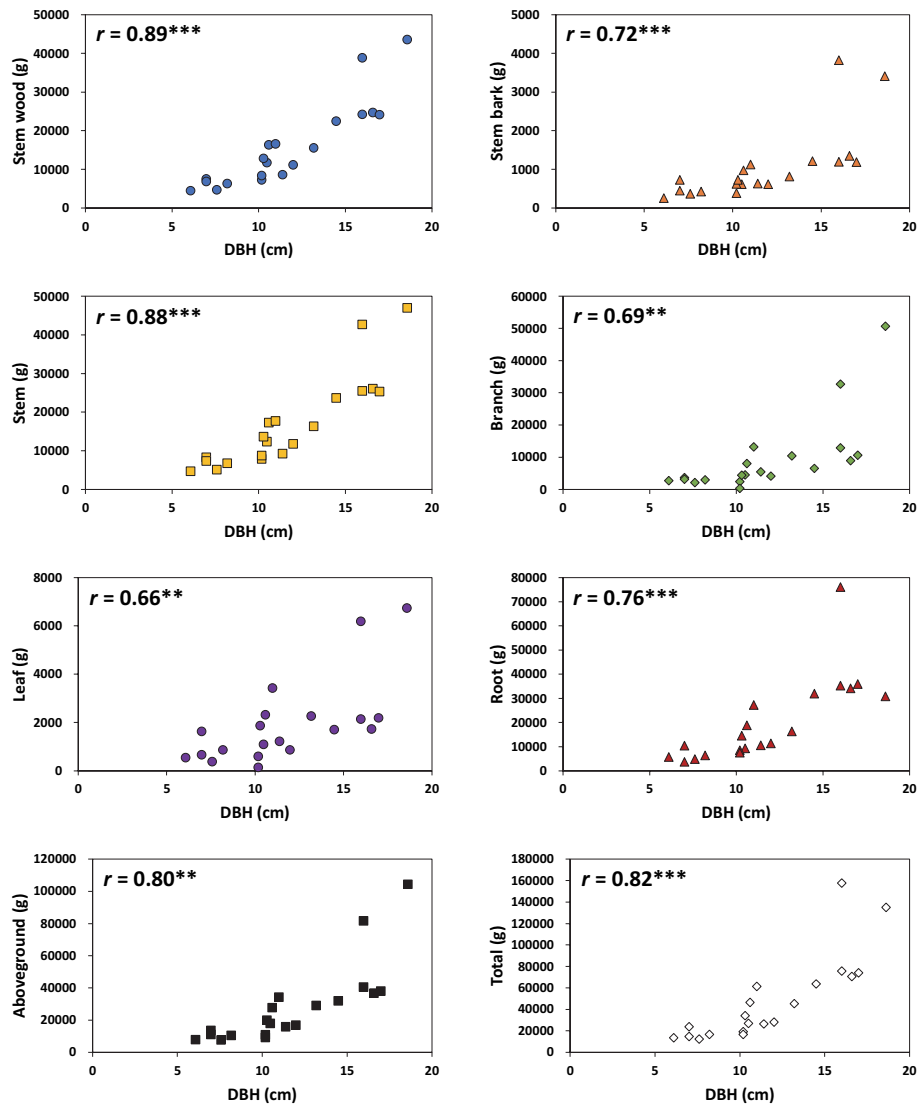 r = 0.89***
Stem wood (g)
50000
40000
30000
20000
10000
0
0 5 10 15 20
DBH (cm)
r = 0.72***
Stem bark (g)
5000
4000
3000
2000
1000
0
0 5 10 15 20
DBH (cm)
r = 0.88***
Stem (g)
50000
40000
30000
20000
10000
0
0 5 10 15 20
DBH (cm)
r = 0.69**
Branch (g)
60000
50000
40000
30000
20000
10000
0
0 5 10 15 20
DBH (cm)
r = 0.66**
Leaf (g)
8000
6000
4000
2000
0
0 5 10 15 20
DBH (cm)
r = 0.76***
Root (g)
80000
70000
60000
50000
40000
30000
20000
10000
0
0 5 10 15 20
DBH (cm)
r = 0.80**
Aboveground (g)
120000
100000
80000
60000
40000
20000
0
0 5 10 15 20
DBH (cm)
r = 0.82***
Total (g)
180000
160000
140000
120000
100000
80000
60000
40000
20000
0
0 5 10 15 20
DBH (cm)